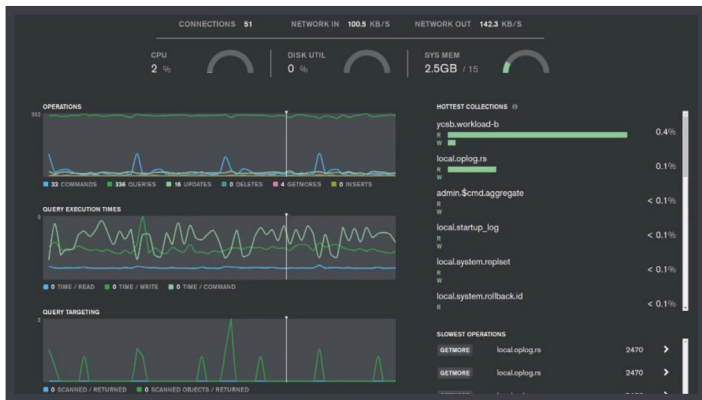 CONNECTIONS 51 NETWORK IN 100.5 KB/S NETWORK OUT 142.3 KB/S
CPU
2 %
DISK UTIL
0 %
SYS MEM
2.5GB / 15
OPERATIONS
353
33 COMMANDS 336 QUERIES 16 UPDATES 0 DELETES 4 GETMORES 0 INSERTS
QUERY EXECUTION TIMES
0
0 TIME / READ 0 TIME / WRITE 0 TIME / COMMAND
QUERY TARGETING
2
0 SCANNED / RETURNED 0 SCANNED OBJECTS / RETURNED
HOTTEST COLLECTIONS
ycsb.workload-b
R
W
0.4%
local.oplog.rs
R
W
0.1%
admin.$cmd.aggregate
R
W
< 0.1%
local.startup_log
R
W
< 0.1%
local.system.replset
R
W
< 0.1%
local.system.rollback.id
R
W
< 0.1%
SLOWEST OPERATIONS
GETMORE local.oplog.rs 2470
GETMORE local.oplog.rs 2470